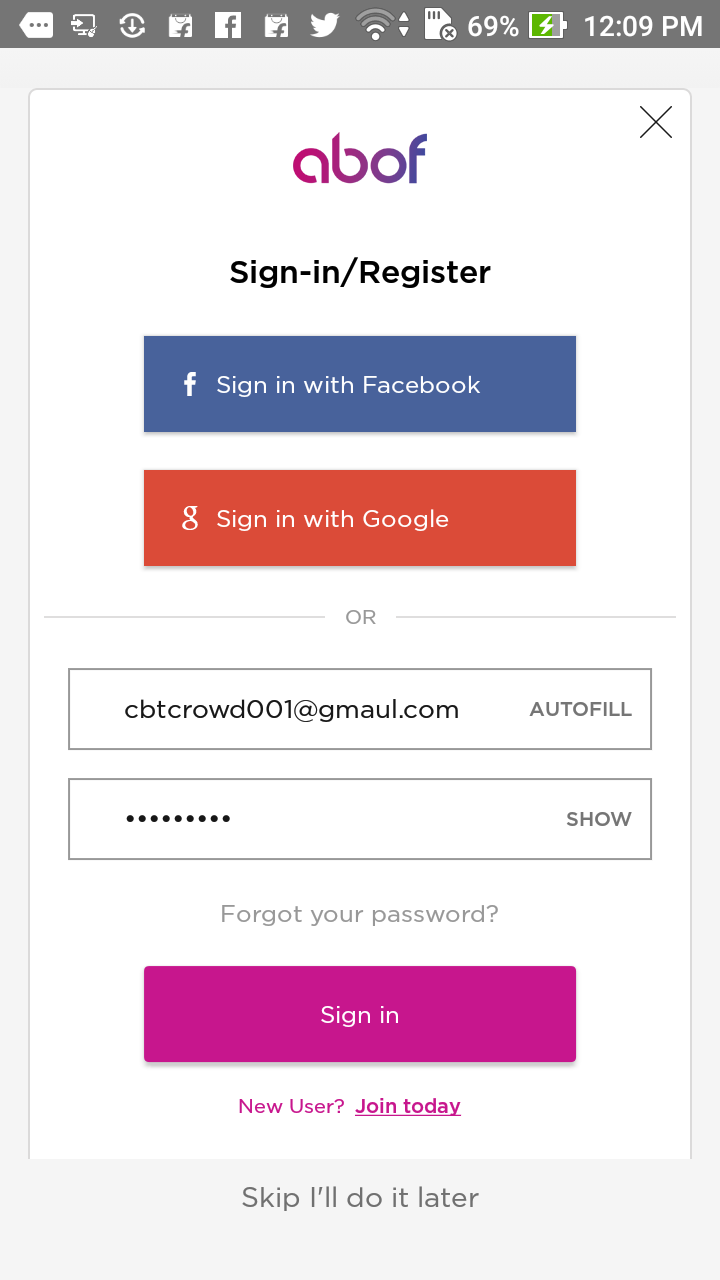 69% 12:09 PM
abof
Sign-in/Register
f Sign in with Facebook
g Sign in with Google
OR
cbtcrowd001@gmaul.com AUTOFILL
••••••••• SHOW
Forgot your password?
Sign in
New User? Join today
Skip I'll do it later